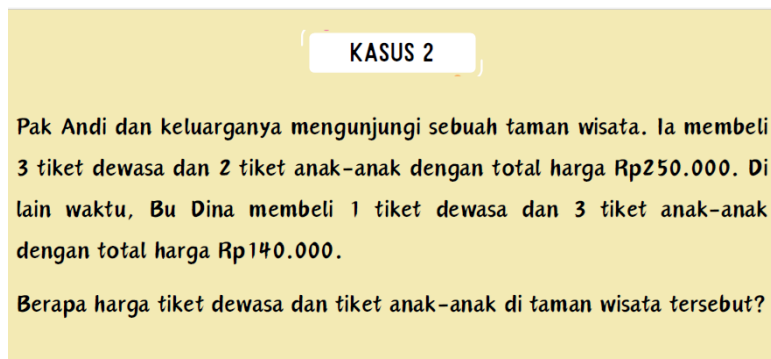 KASUS 2
Pak Andi dan keluarganya mengunjungi sebuah taman wisata. Ia membeli
3 tiket dewasa dan 2 tiket anak-anak dengan total harga Rp250.000. Di
lain waktu, Bu Dina membeli 1 tiket dewasa dan 3 tiket anak-anak
dengan total harga Rp140.000.
Berapa harga tiket dewasa dan tiket anak-anak di taman wisata tersebut?